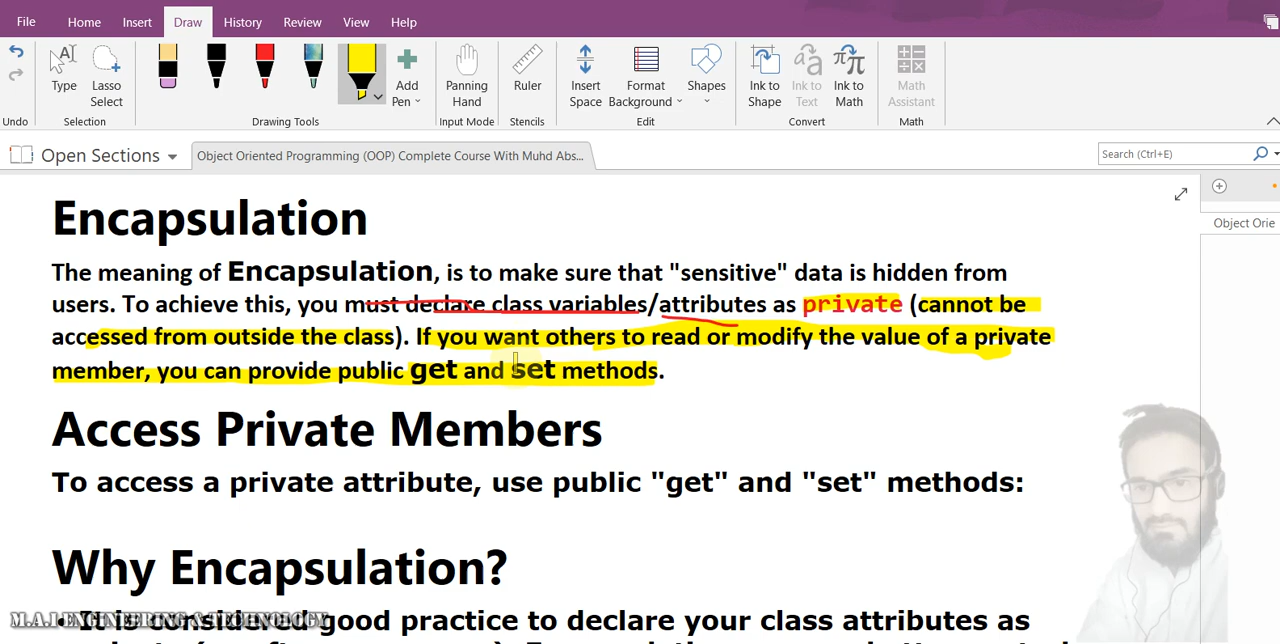 File Home Insert Draw History Review View Help
Type Lasso Select Add Pen Panning Hand Ruler Insert Space Format Background Shapes Ink to Shape Ink to Text Ink to Math Math Assistant
Undo Selection Drawing Tools Input Mode Stencils Edit Convert Math
Open Sections Object Oriented Programming (OOP) Complete Course With Muhd Abs... Search (Ctrl+E)
Object Orie
Encapsulation
The meaning of Encapsulation, is to make sure that "sensitive" data is hidden from
users. To achieve this, you must declare class variables/attributes as private (cannot be
accessed from outside the class). If you want others to read or modify the value of a private
member, you can provide public get and set methods.
Access Private Members
To access a private attribute, use public "get" and "set" methods:
Why Encapsulation?
• It is considered good practice to declare your class attributes as
M.A.I ENGINEERING & TECHNOLOGY